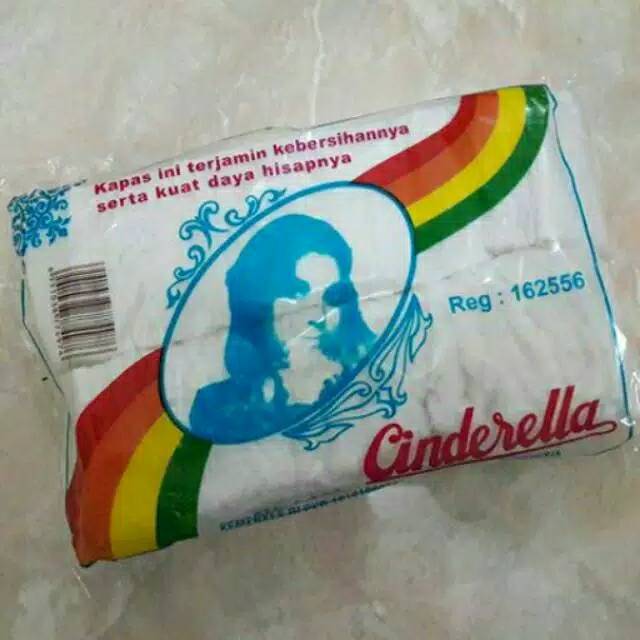 Kapas ini terjamin kebersihannya
serta kuat daya hisapnya
Reg : 162556
Cinderella